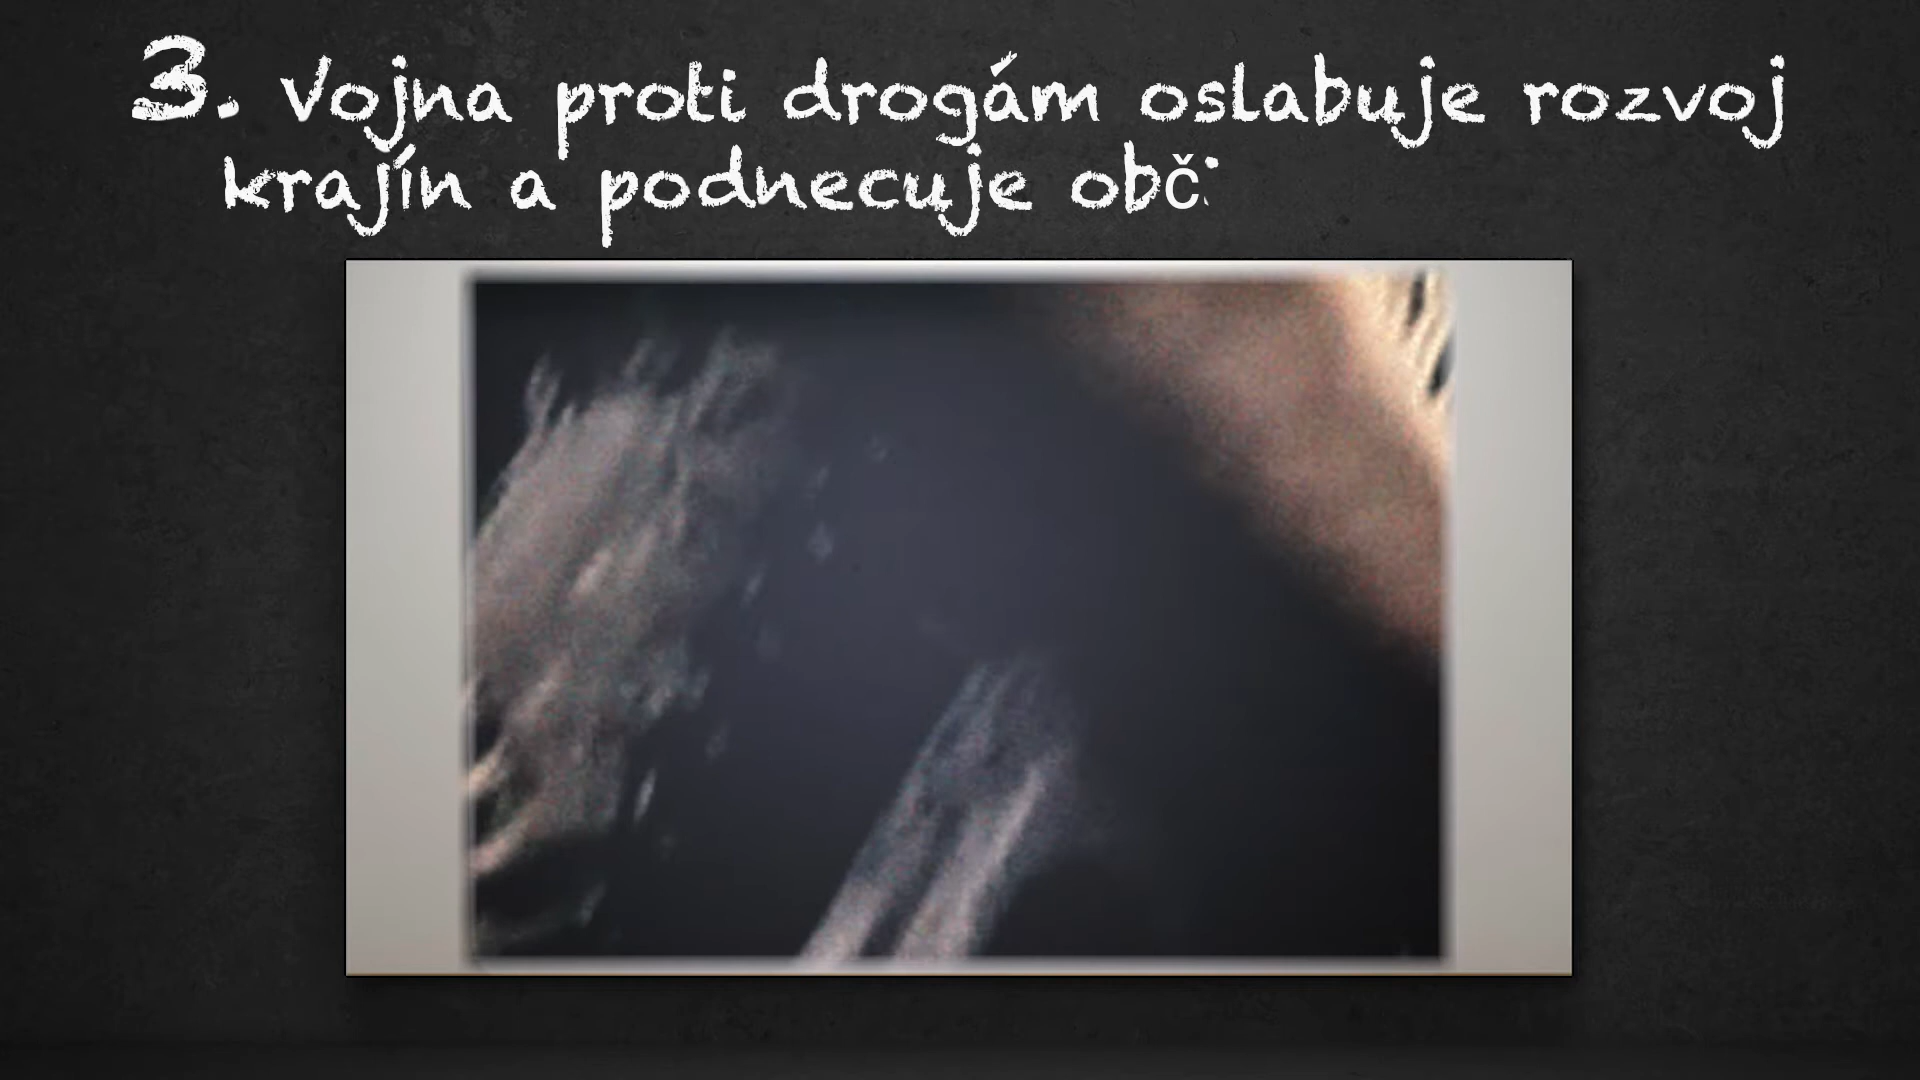 3. Vojna proti drogám oslabuje rozvoj
krajín a podnecuje obč